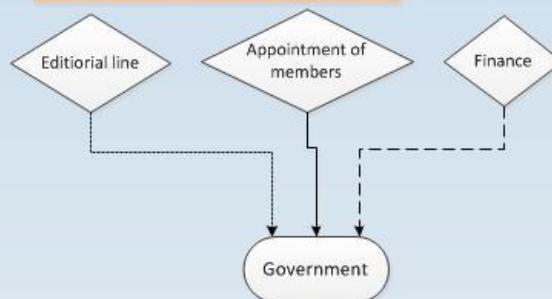 Editiorial line
Appointment of
members
Finance
Government